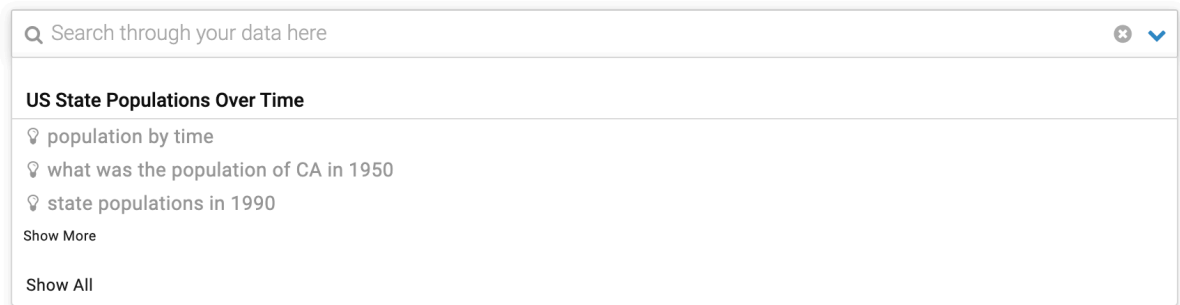 Search through your data here
US State Populations Over Time
population by time
what was the population of CA in 1950
state populations in 1990
Show More
Show All